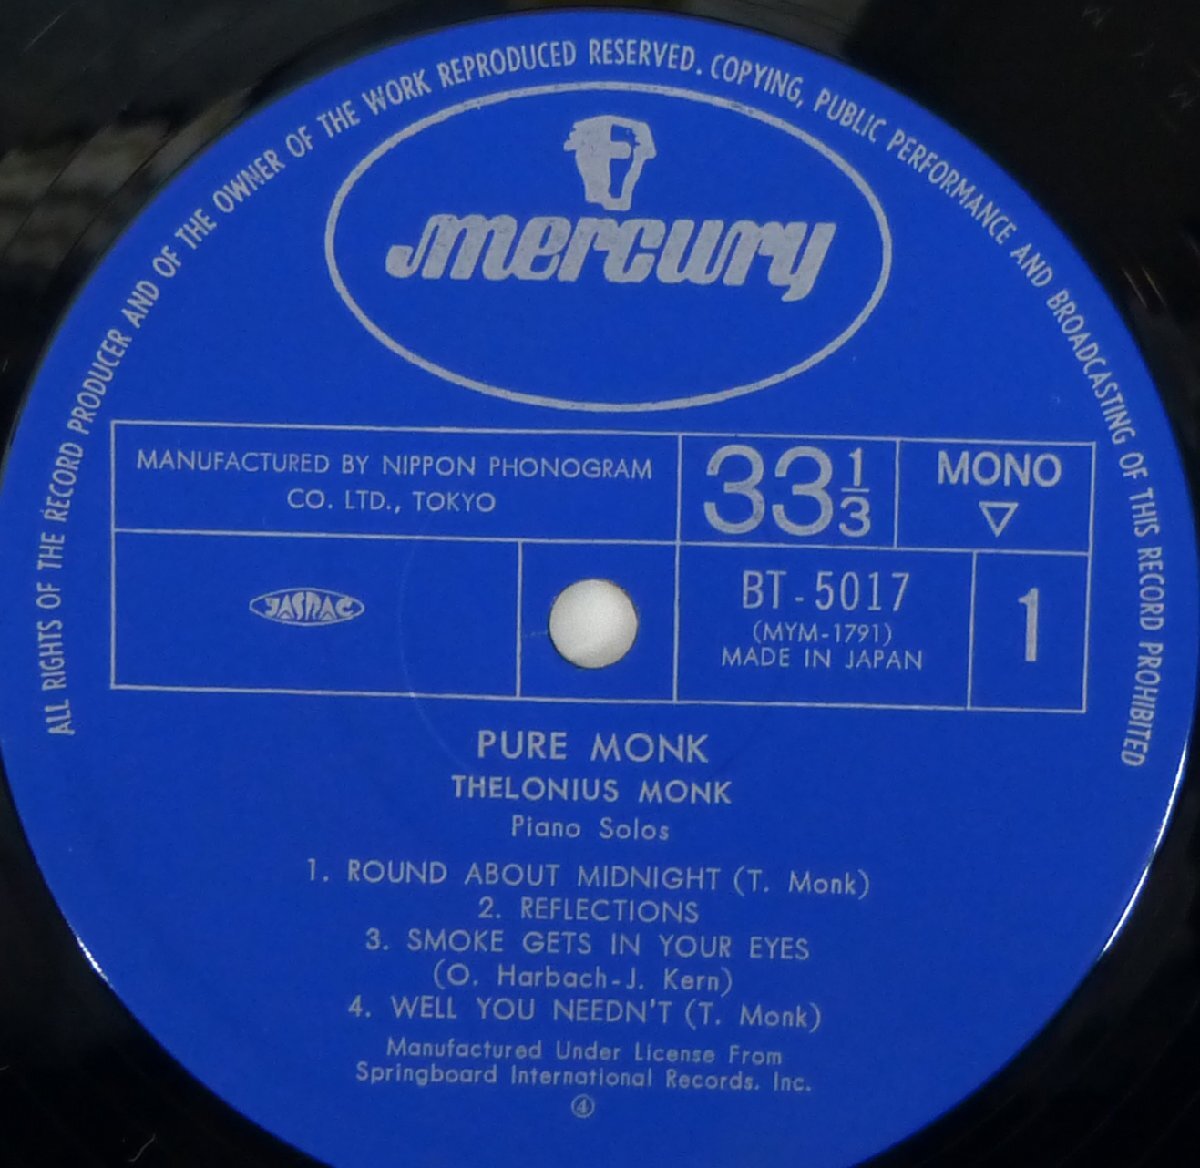 ALL RIGHTS OF THE RECORD PRODUCER AND OF THE OWNER OF THE WORK REPRODUCED RESERVED. COPYING, PUBLIC PERFORMANCE AND BROADCASTING OF THIS RECORD PROHIBITED
mercury
MANUFACTURED BY NIPPON PHONOGRAM
CO. LTD., TOKYO
33 1/3
MONO
▽
JASRAC
BT-5017
(MYM-1791)
MADE IN JAPAN
1
PURE MONK
THELONIUS MONK
Piano Solos
1. ROUND ABOUT MIDNIGHT (T. Monk)
2. REFLECTIONS
3. SMOKE GETS IN YOUR EYES
(O. Harbach-J. Kern)
4. WELL YOU NEEDN'T (T. Monk)
Manufactured Under License From
Springboard International Records. Inc.
④